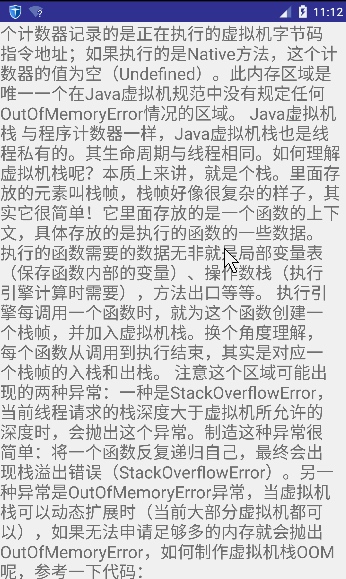 11:12
个计数器记录的是正在执行的虚拟机字节码
指令地址；如果执行的是Native方法，这个计
数器的值为空（Undefined）。此内存区域是
唯一一个在Java虚拟机规范中没有规定任何
OutOfMemoryError情况的区域。 Java虚拟机
栈 与程序计数器一样，Java虚拟机栈也是线
程私有的。其生命周期与线程相同。如何理解
虚拟机栈呢？本质上来讲，就是个栈。里面存
放的元素叫栈帧，栈帧好像很复杂的样子，其
实它很简单！它里面存放的是一个函数的上下
文，具体存放的是执行的函数的一些数据。
执行的函数需要的数据无非就是局部变量表
（保存函数内部的变量）、操作数栈（执行
引擎计算时需要），方法出口等等。 执行引
擎每调用一个函数时，就为这个函数创建一
个栈帧，并加入虚拟机栈。换个角度理解，
每个函数从调用到执行结束，其实是对应一
个栈帧的入栈和出栈。 注意这个区域可能出
现的两种异常：一种是StackOverflowError，
当前线程请求的栈深度大于虚拟机所允许的
深度时，会抛出这个异常。制造这种异常很
简单：将一个函数反复递归自己，最终会出
现栈溢出错误（StackOverflowError）。另一
种异常是OutOfMemoryError异常，当虚拟机
栈可以动态扩展时（当前大部分虚拟机都可
以），如果无法申请足够多的内存就会抛出
OutOfMemoryError，如何制作虚拟机栈OOM
呢，参考一下代码：